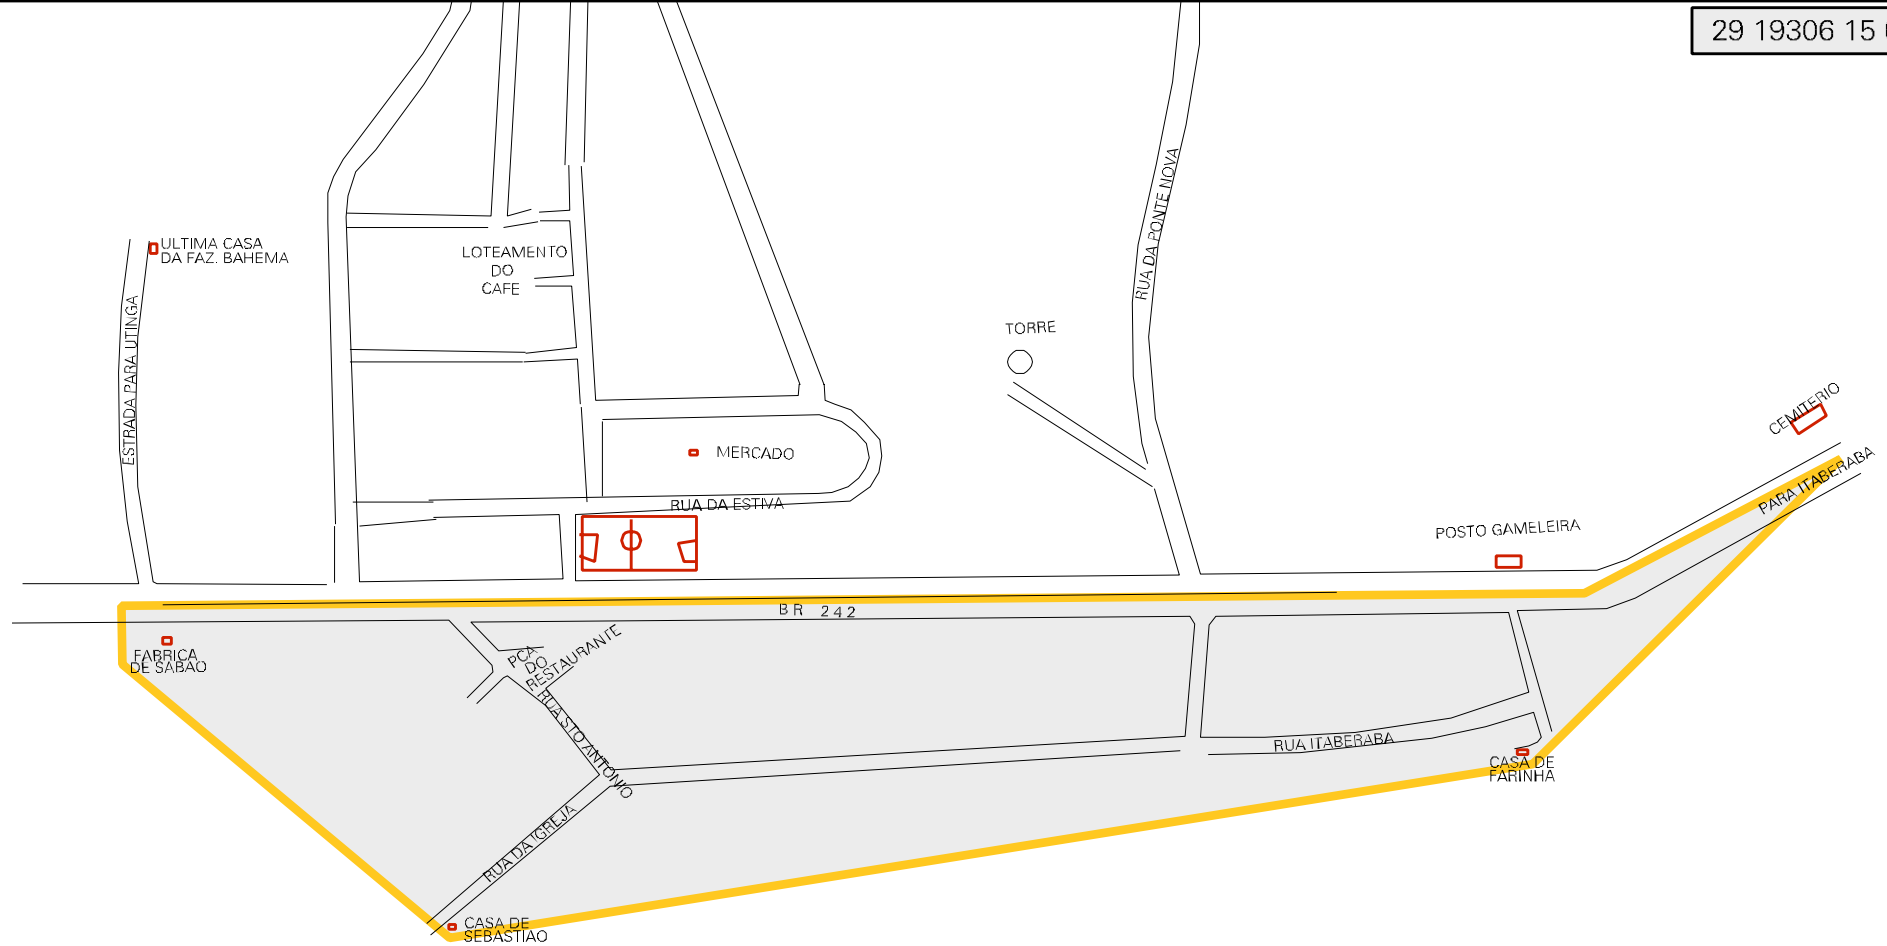 29 19306 15
RUA DA PONTE NOVA
ULTIMA CASA
DA FAZ. BAHEMA
LOTEAMENTO
DO
CAFE
ESTRADA PARA UTINGA
TORRE
CEMITERIO
MERCADO
PARA ITABERABA
RUA DA ESTIVA
POSTO GAMELEIRA
BR 242
FABRICA
DE SABAO
PCA
DO
RESTAURANTE
RUA STO ANTONIO
RUA ITABERABA
CASA DE
FARINHA
RUA DA IGREJA
CASA DE
SEBASTIAO